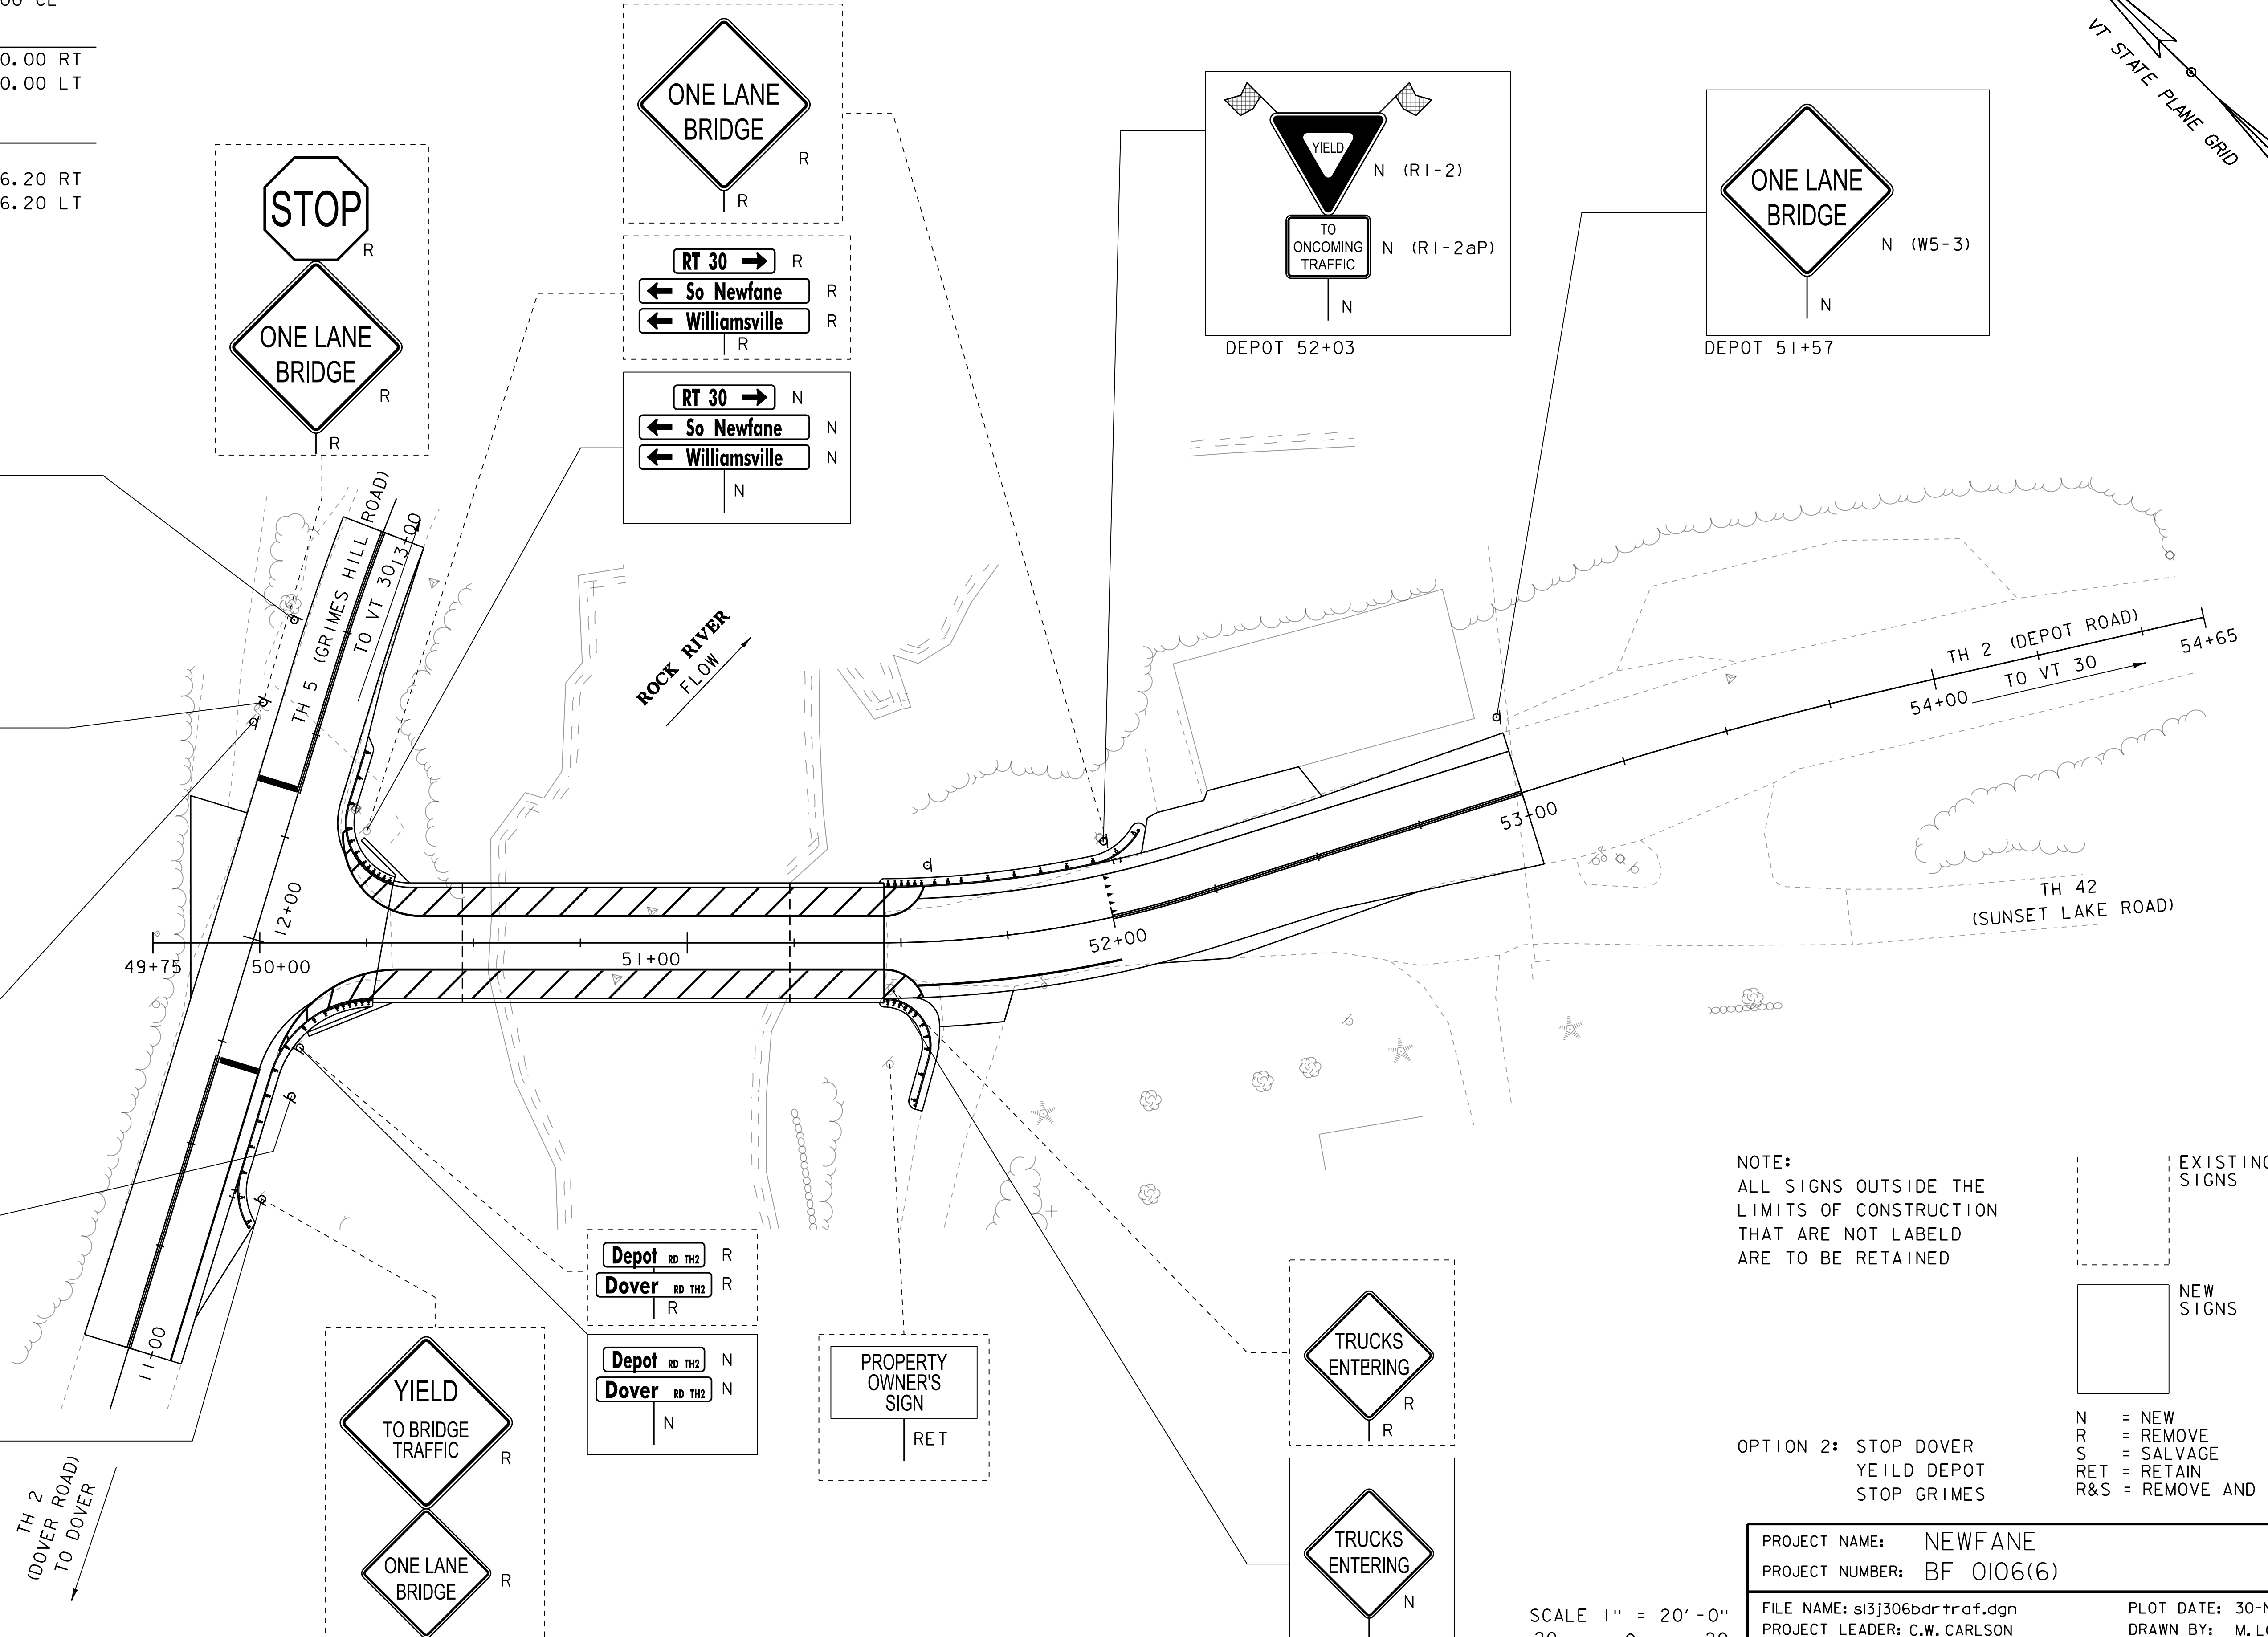 0.00 RT
0.00 LT
6.20 RT
6.20 LT
STOP
R
ONE LANE
BRIDGE
R
R
ONE LANE
BRIDGE
R
R
RT 30 R
So Newfane R
Williamsville R
R
RT 30 N
So Newfane N
Williamsville N
N
YIELD
N (R1-2)
TO
ONCOMING
TRAFFIC
N (R1-2aP)
N
DEPOT 52+03
ONE LANE
BRIDGE
N (W5-3)
N
DEPOT 51+57
VT STATE PLANE GRID
TH 5 (GRIMES HILL ROAD)
TO VT 30
13+00
ROCK RIVER
FLOW
TH 2 (DEPOT ROAD)
TO VT 30
54+00
54+65
53+00
52+00
51+00
50+00
49+75
12+00
11+00
TH 42
(SUNSET LAKE ROAD)
TH 2
(DOVER ROAD)
TO DOVER
YIELD
TO BRIDGE
TRAFFIC
R
ONE LANE
BRIDGE
R
Depot RD TH2 R
Dover RD TH2 R
R
Depot RD TH2 N
Dover RD TH2 N
N
PROPERTY
OWNER'S
SIGN
RET
TRUCKS
ENTERING
R
R
TRUCKS
ENTERING
N
NOTE:
ALL SIGNS OUTSIDE THE
LIMITS OF CONSTRUCTION
THAT ARE NOT LABELD
ARE TO BE RETAINED
OPTION 2: STOP DOVER
YEILD DEPOT
STOP GRIMES
SIGNS
NEW
SIGNS
N = NEW
R = REMOVE
S = SALVAGE
RET = RETAIN
R&S = REMOVE AND
SCALE 1" = 20'-0"
PROJECT NAME: NEWFANE
PROJECT NUMBER: BF 0106(6)
FILE NAME: s13j306bdrtraf.dgn
PROJECT LEADER: C.W. CARLSON
PLOT DATE: 30-
DRAWN BY: M.